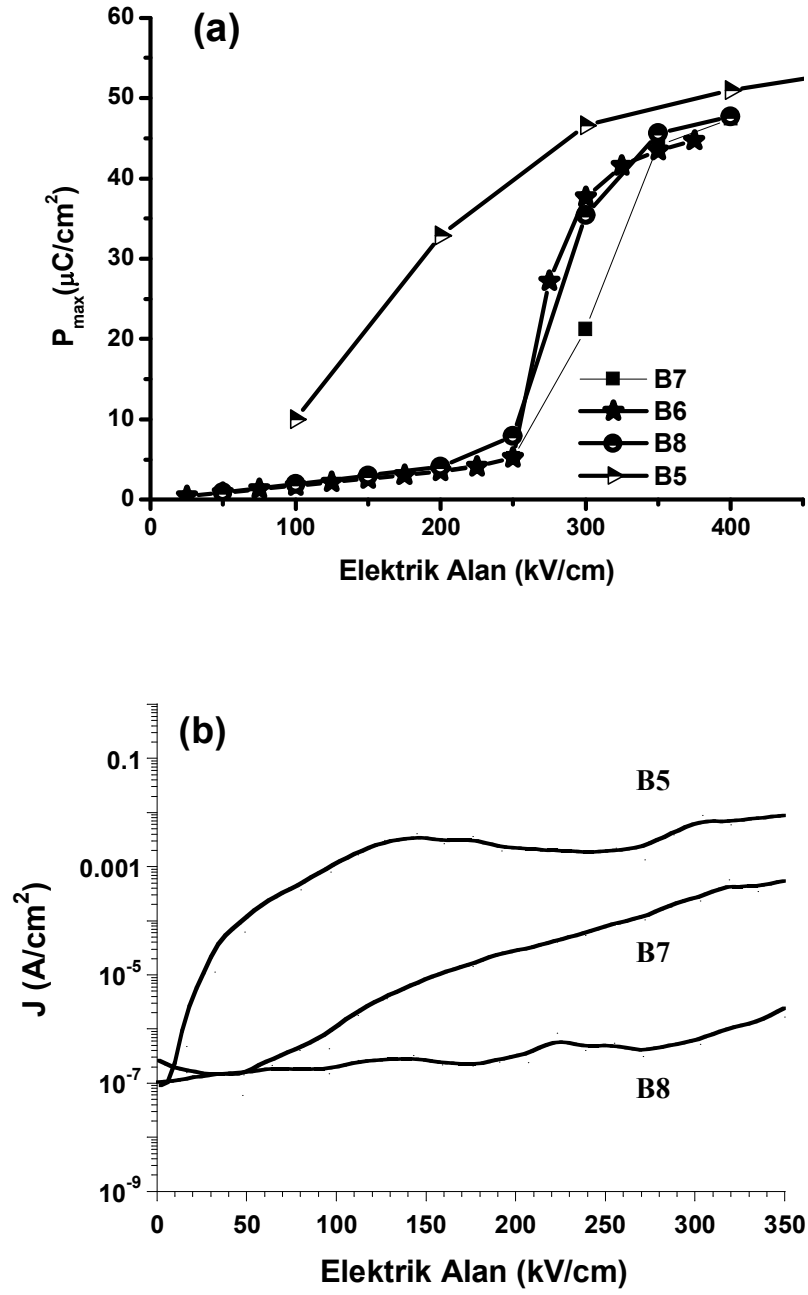 (a)
60
50
40
30
20
10
0
P_max(μC/cm²)
0 100 200 300 400
Elektrik Alan (kV/cm)
B7
B6
B8
B5
(b)
0.1
0.001
10⁻⁵
10⁻⁷
10⁻⁹
J (A/cm²)
B5
B7
B8
0 50 100 150 200 250 300 350
Elektrik Alan (kV/cm)